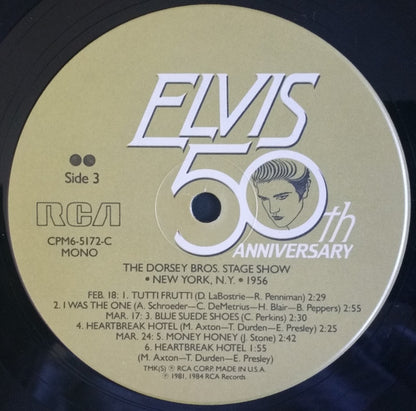 ELVIS
50th
ANNIVERSARY
Side 3
RCA
CPM6-5172-C
MONO
THE DORSEY BROS. STAGE SHOW
• NEW YORK, N.Y. • 1956
FEB. 18: 1. TUTTI FRUTTI (D. LaBostrie—R. Penniman) 2:29
2. I WAS THE ONE (A. Schroeder—C. DeMetrius—H. Blair—B. Peppers) 2:55
MAR. 17: 3. BLUE SUEDE SHOES (C. Perkins) 2:30
4. HEARTBREAK HOTEL (M. Axton—T. Durden—E. Presley) 2:25
MAR. 24: 5. MONEY HONEY (J. Stone) 2:42
6. HEARTBREAK HOTEL 1:55
(M. Axton—T. Durden—E. Presley)
TMK(S) ® RCA CORP. MADE IN U.S.A.
℗ 1981, 1984 RCA Records